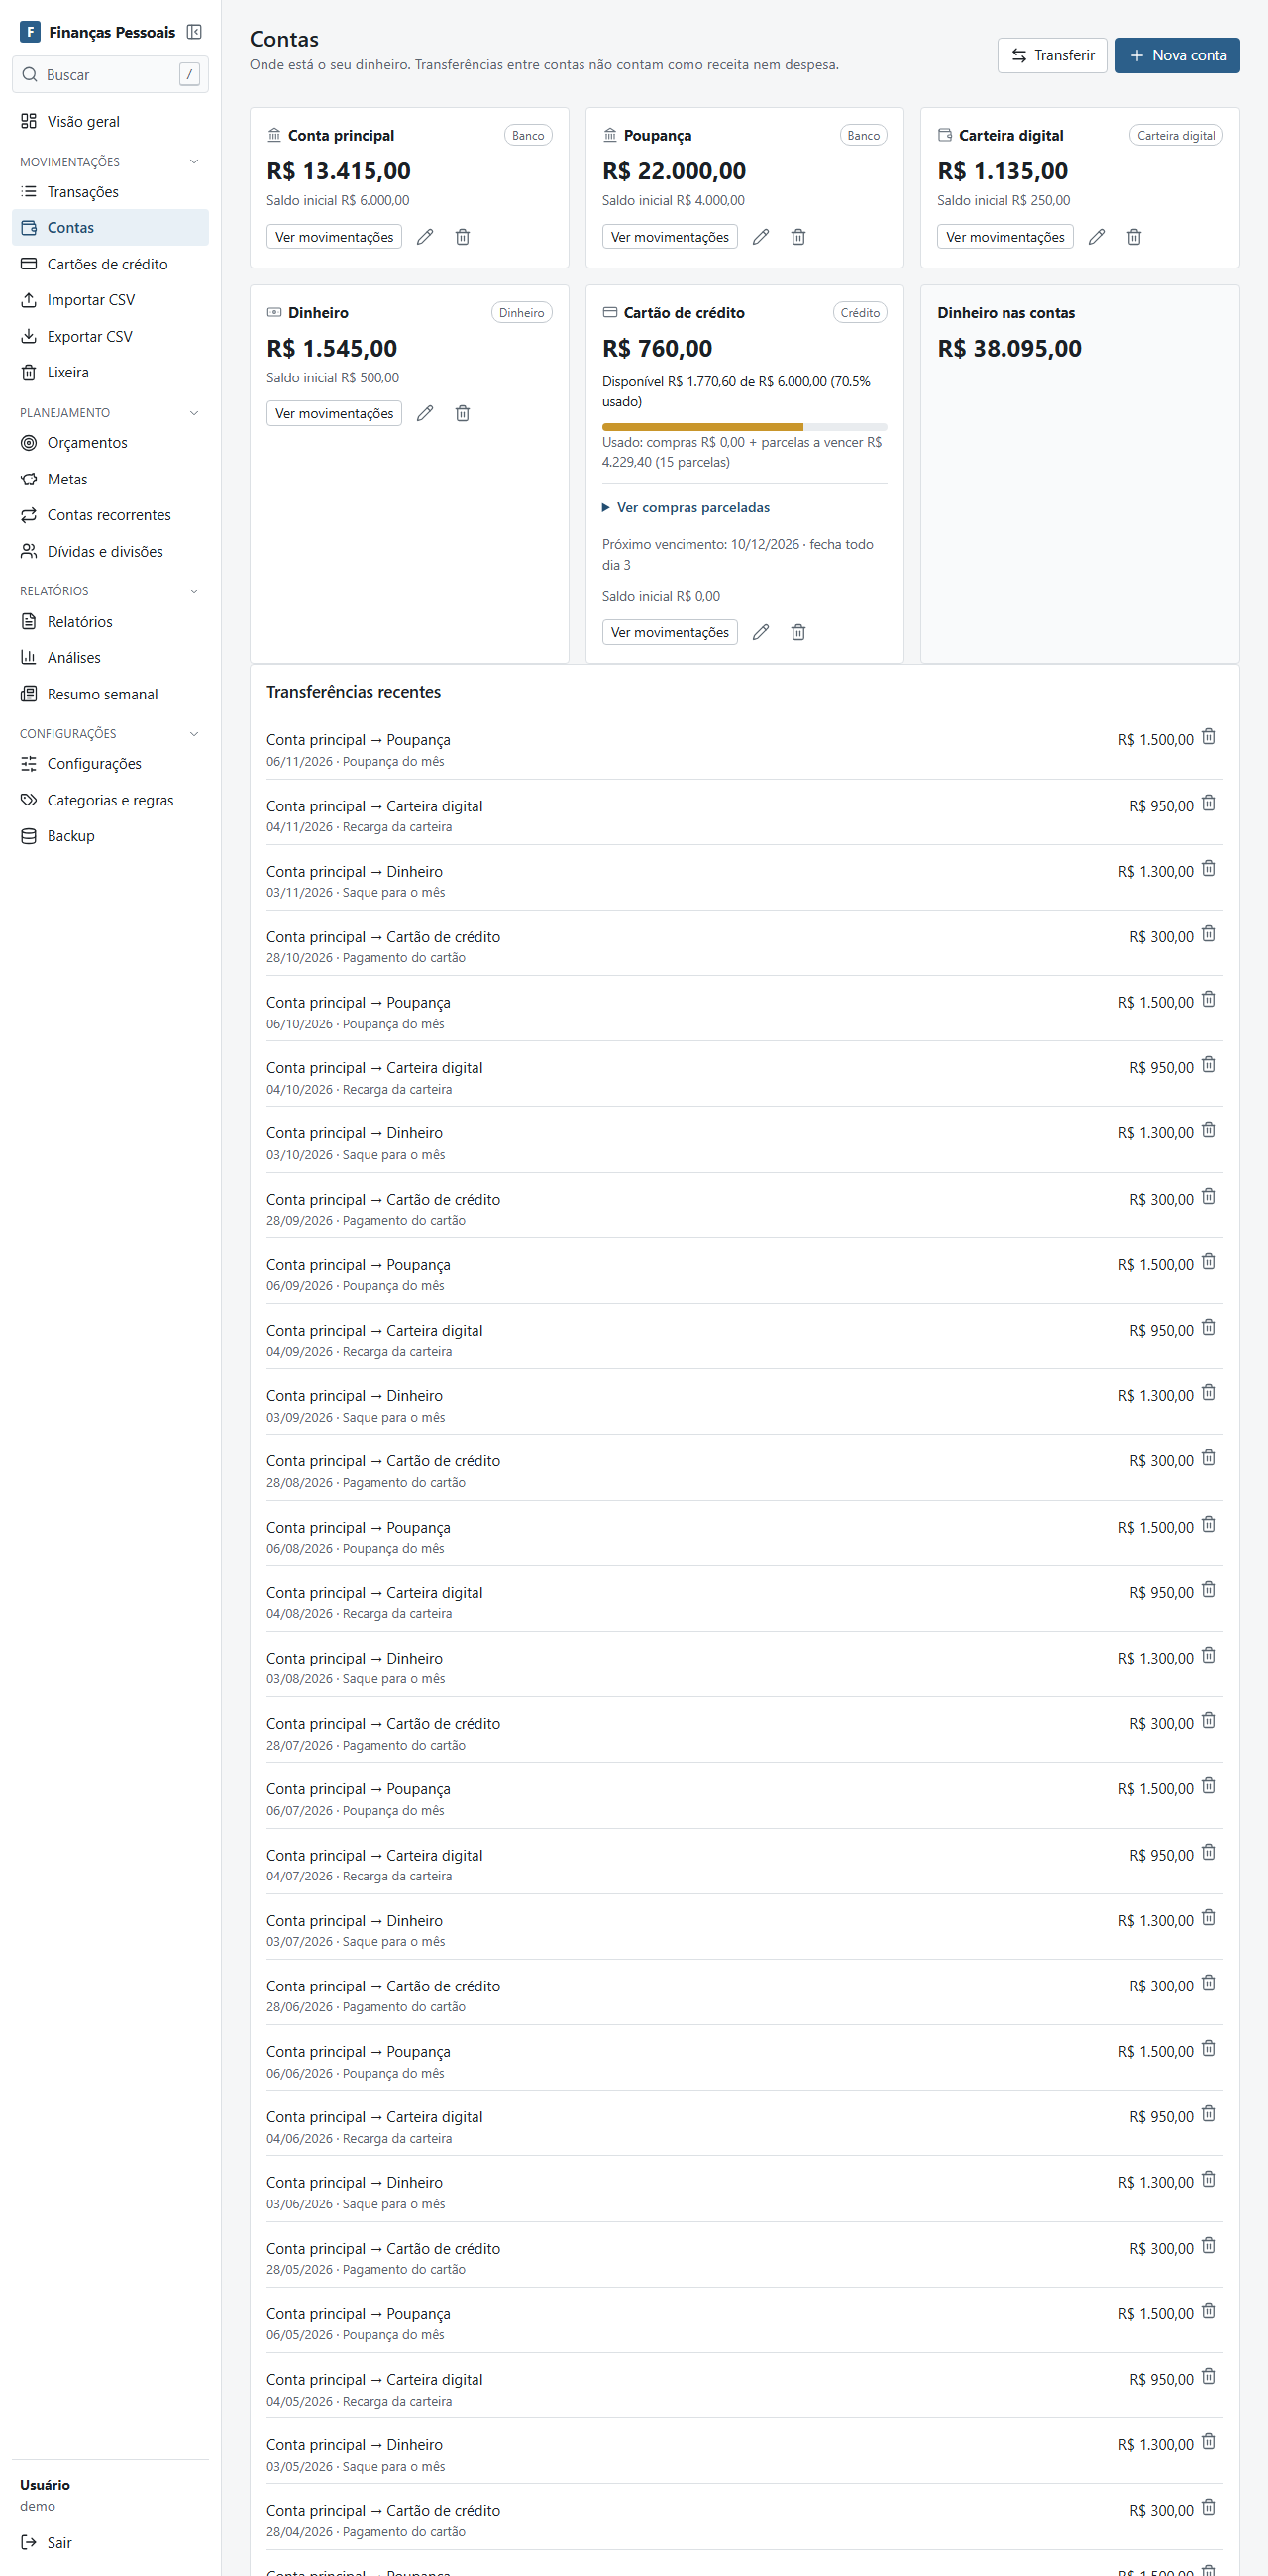 F Finanças Pessoais
Buscar /
Visão geral
MOVIMENTAÇÕES
Transações
Contas
Cartões de crédito
Importar CSV
Exportar CSV
Lixeira
PLANEJAMENTO
Orçamentos
Metas
Contas recorrentes
Dívidas e divisões
RELATÓRIOS
Relatórios
Análises
Resumo semanal
CONFIGURAÇÕES
Configurações
Categorias e regras
Backup
Usuário
demo
Sair
Contas
Onde está o seu dinheiro. Transferências entre contas não contam como receita nem despesa.
Transferir
Nova conta
Conta principal Banco
R$ 13.415,00
Saldo inicial R$ 6.000,00
Ver movimentações
Poupança Banco
R$ 22.000,00
Saldo inicial R$ 4.000,00
Ver movimentações
Carteira digital Carteira digital
R$ 1.135,00
Saldo inicial R$ 250,00
Ver movimentações
Dinheiro Dinheiro
R$ 1.545,00
Saldo inicial R$ 500,00
Ver movimentações
Cartão de crédito Crédito
R$ 760,00
Disponível R$ 1.770,60 de R$ 6.000,00 (70.5%
usado)
Usado: compras R$ 0,00 + parcelas a vencer R$
4.229,40 (15 parcelas)
Ver compras parceladas
Próximo vencimento: 10/12/2026 · fecha todo
dia 3
Saldo inicial R$ 0,00
Ver movimentações
Dinheiro nas contas
R$ 38.095,00
Transferências recentes
Conta principal → Poupança R$ 1.500,00
06/11/2026 · Poupança do mês
Conta principal → Carteira digital R$ 950,00
04/11/2026 · Recarga da carteira
Conta principal → Dinheiro R$ 1.300,00
03/11/2026 · Saque para o mês
Conta principal → Cartão de crédito R$ 300,00
28/10/2026 · Pagamento do cartão
Conta principal → Poupança R$ 1.500,00
06/10/2026 · Poupança do mês
Conta principal → Carteira digital R$ 950,00
04/10/2026 · Recarga da carteira
Conta principal → Dinheiro R$ 1.300,00
03/10/2026 · Saque para o mês
Conta principal → Cartão de crédito R$ 300,00
28/09/2026 · Pagamento do cartão
Conta principal → Poupança R$ 1.500,00
06/09/2026 · Poupança do mês
Conta principal → Carteira digital R$ 950,00
04/09/2026 · Recarga da carteira
Conta principal → Dinheiro R$ 1.300,00
03/09/2026 · Saque para o mês
Conta principal → Cartão de crédito R$ 300,00
28/08/2026 · Pagamento do cartão
Conta principal → Poupança R$ 1.500,00
06/08/2026 · Poupança do mês
Conta principal → Carteira digital R$ 950,00
04/08/2026 · Recarga da carteira
Conta principal → Dinheiro R$ 1.300,00
03/08/2026 · Saque para o mês
Conta principal → Cartão de crédito R$ 300,00
28/07/2026 · Pagamento do cartão
Conta principal → Poupança R$ 1.500,00
06/07/2026 · Poupança do mês
Conta principal → Carteira digital R$ 950,00
04/07/2026 · Recarga da carteira
Conta principal → Dinheiro R$ 1.300,00
03/07/2026 · Saque para o mês
Conta principal → Cartão de crédito R$ 300,00
28/06/2026 · Pagamento do cartão
Conta principal → Poupança R$ 1.500,00
06/06/2026 · Poupança do mês
Conta principal → Carteira digital R$ 950,00
04/06/2026 · Recarga da carteira
Conta principal → Dinheiro R$ 1.300,00
03/06/2026 · Saque para o mês
Conta principal → Cartão de crédito R$ 300,00
28/05/2026 · Pagamento do cartão
Conta principal → Poupança R$ 1.500,00
06/05/2026 · Poupança do mês
Conta principal → Carteira digital R$ 950,00
04/05/2026 · Recarga da carteira
Conta principal → Dinheiro R$ 1.300,00
03/05/2026 · Saque para o mês
Conta principal → Cartão de crédito R$ 300,00
28/04/2026 · Pagamento do cartão
Conta principal → Poupança R$ 1.500,00